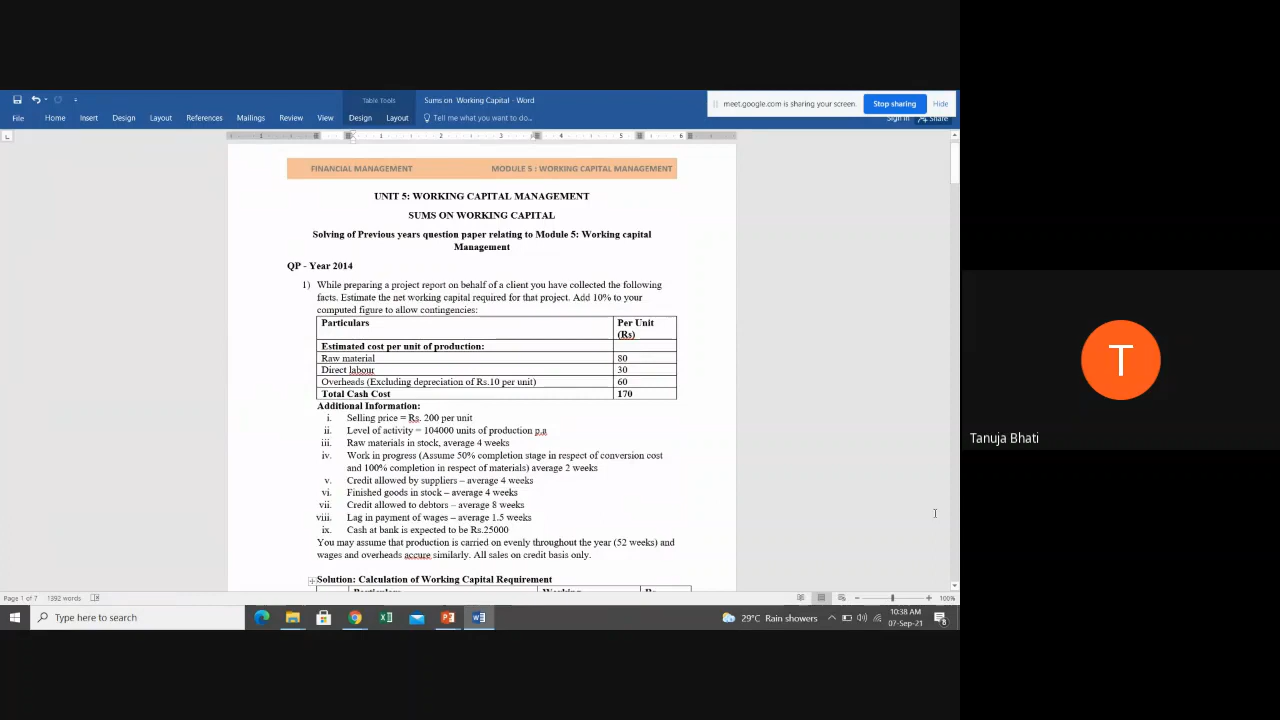 Table Tools
Sums on Working Capital - Word
meet.google.com is sharing your screen.
Stop sharing
Hide
File Home Insert Design Layout References Mailings Review View Design Layout Tell me what you want to do...
Sign in Share
FINANCIAL MANAGEMENT MODULE 5 : WORKING CAPITAL MANAGEMENT
UNIT 5: WORKING CAPITAL MANAGEMENT
SUMS ON WORKING CAPITAL
Solving of Previous years question paper relating to Module 5: Working capital
Management
QP - Year 2014
1) While preparing a project report on behalf of a client you have collected the following
facts. Estimate the net working capital required for that project. Add 10% to your
computed figure to allow contingencies:
Particulars Per Unit
(Rs)
Estimated cost per unit of production:
Raw material 80
Direct labour 30
Overheads (Excluding depreciation of Rs.10 per unit) 60
Total Cash Cost 170
Additional Information:
i. Selling price = Rs. 200 per unit
ii. Level of activity = 104000 units of production p.a
iii. Raw materials in stock, average 4 weeks
iv. Work in progress (Assume 50% completion stage in respect of conversion cost
and 100% completion in respect of materials) average 2 weeks
v. Credit allowed by suppliers – average 4 weeks
vi. Finished goods in stock – average 4 weeks
vii. Credit allowed to debtors – average 8 weeks
viii. Lag in payment of wages – average 1.5 weeks
ix. Cash at bank is expected to be Rs.25000
You may assume that production is carried on evenly throughout the year (52 weeks) and
wages and overheads accure similarly. All sales on credit basis only.
Solution: Calculation of Working Capital Requirement
Particulars Working Rs
Page 1 of 7 1392 words
100%
Type here to search
29°C Rain showers
10:38 AM
07-Sep-21
8
T
Tanuja Bhati